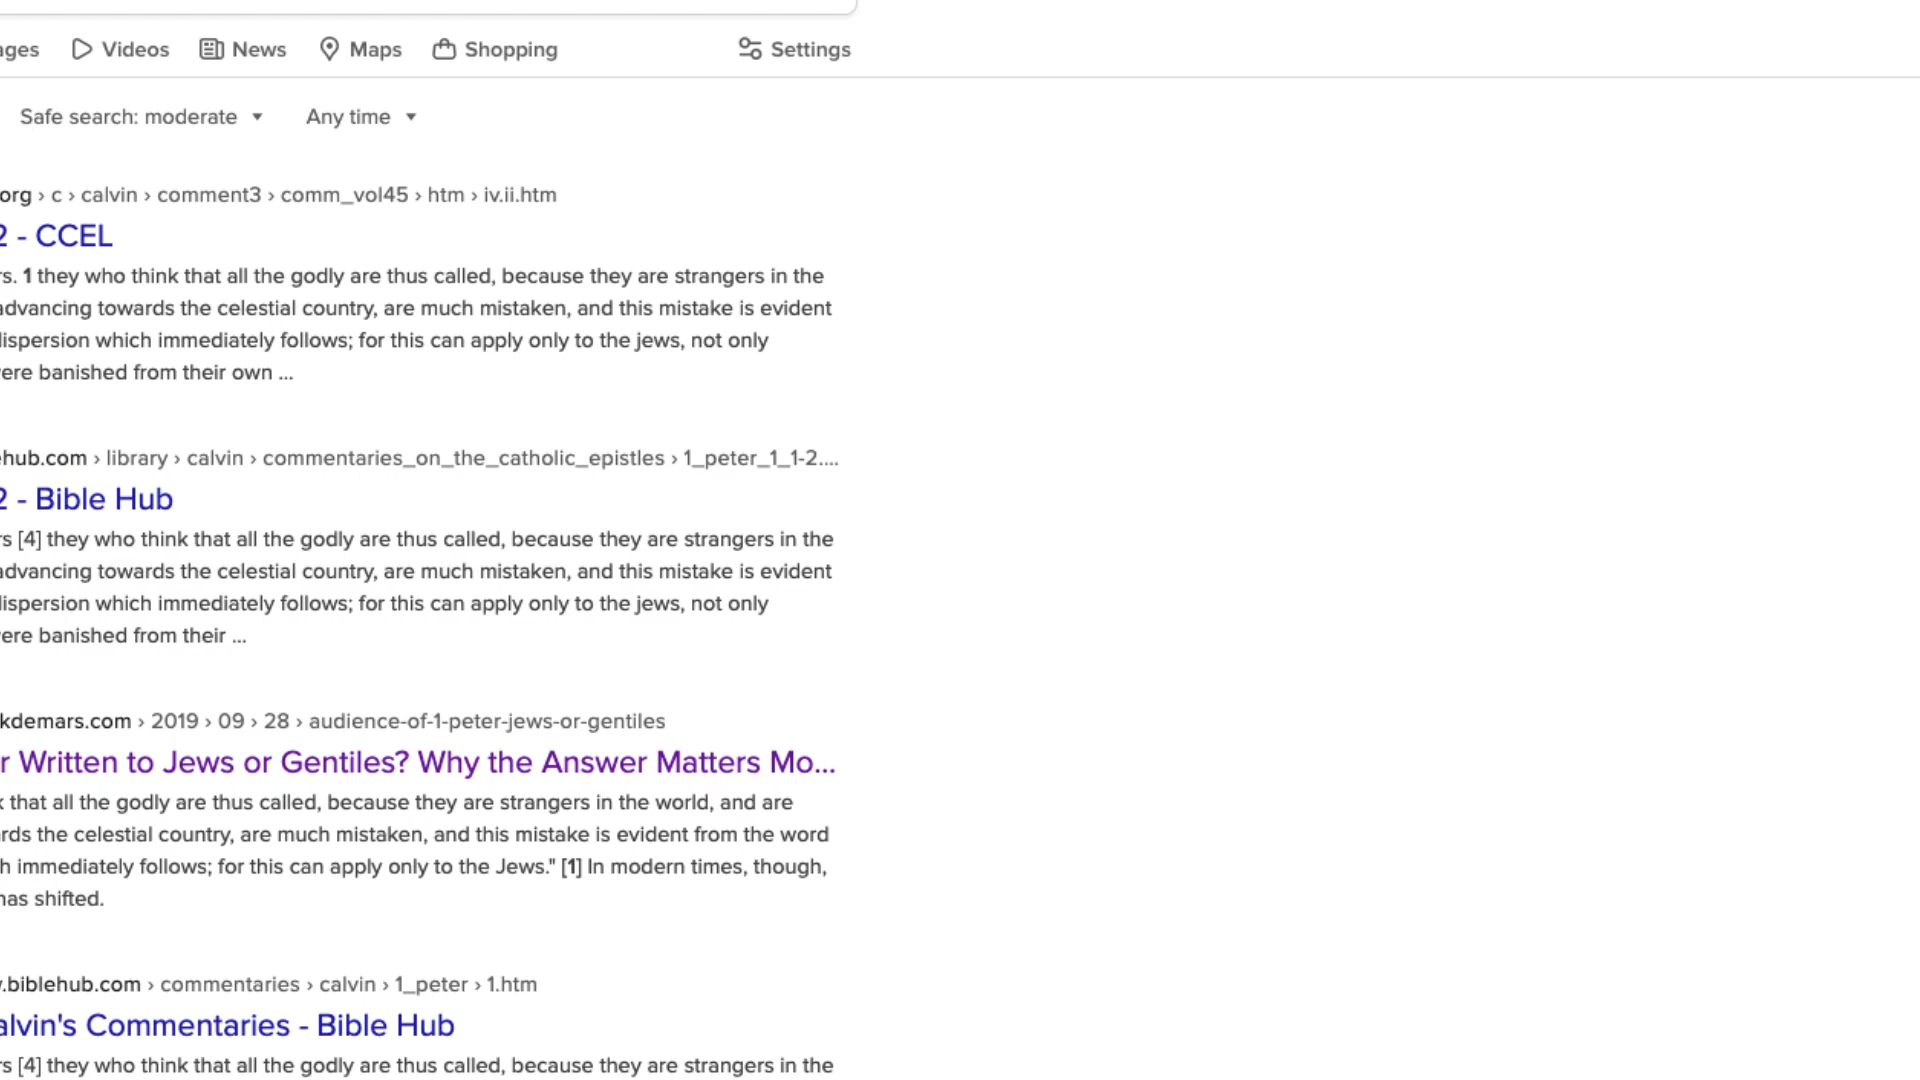 Videos News Maps Shopping Settings
Safe search: moderate Any time
org › c › calvin › comment3 › comm_vol45 › htm › iv.ii.htm
2 - CCEL
1 they who think that all the godly are thus called, because they are strangers in the
advancing towards the celestial country, are much mistaken, and this mistake is evident
which immediately follows; for this can apply only to the jews, not only
banished from their own ...
hub.com › library › calvin › commentaries_on_the_catholic_epistles › 1_peter_1_1-2....
2 - Bible Hub
[4] they who think that all the godly are thus called, because they are strangers in the
advancing towards the celestial country, are much mistaken, and this mistake is evident
which immediately follows; for this can apply only to the jews, not only
banished from their ...
kdemars.com › 2019 › 09 › 28 › audience-of-1-peter-jews-or-gentiles
r Written to Jews or Gentiles? Why the Answer Matters Mo...
that all the godly are thus called, because they are strangers in the world, and are
the celestial country, are much mistaken, and this mistake is evident from the word
immediately follows; for this can apply only to the Jews." [1] In modern times, though,
has shifted.
.biblehub.com › commentaries › calvin › 1_peter › 1.htm
alvin's Commentaries - Bible Hub
[4] they who think that all the godly are thus called, because they are strangers in the